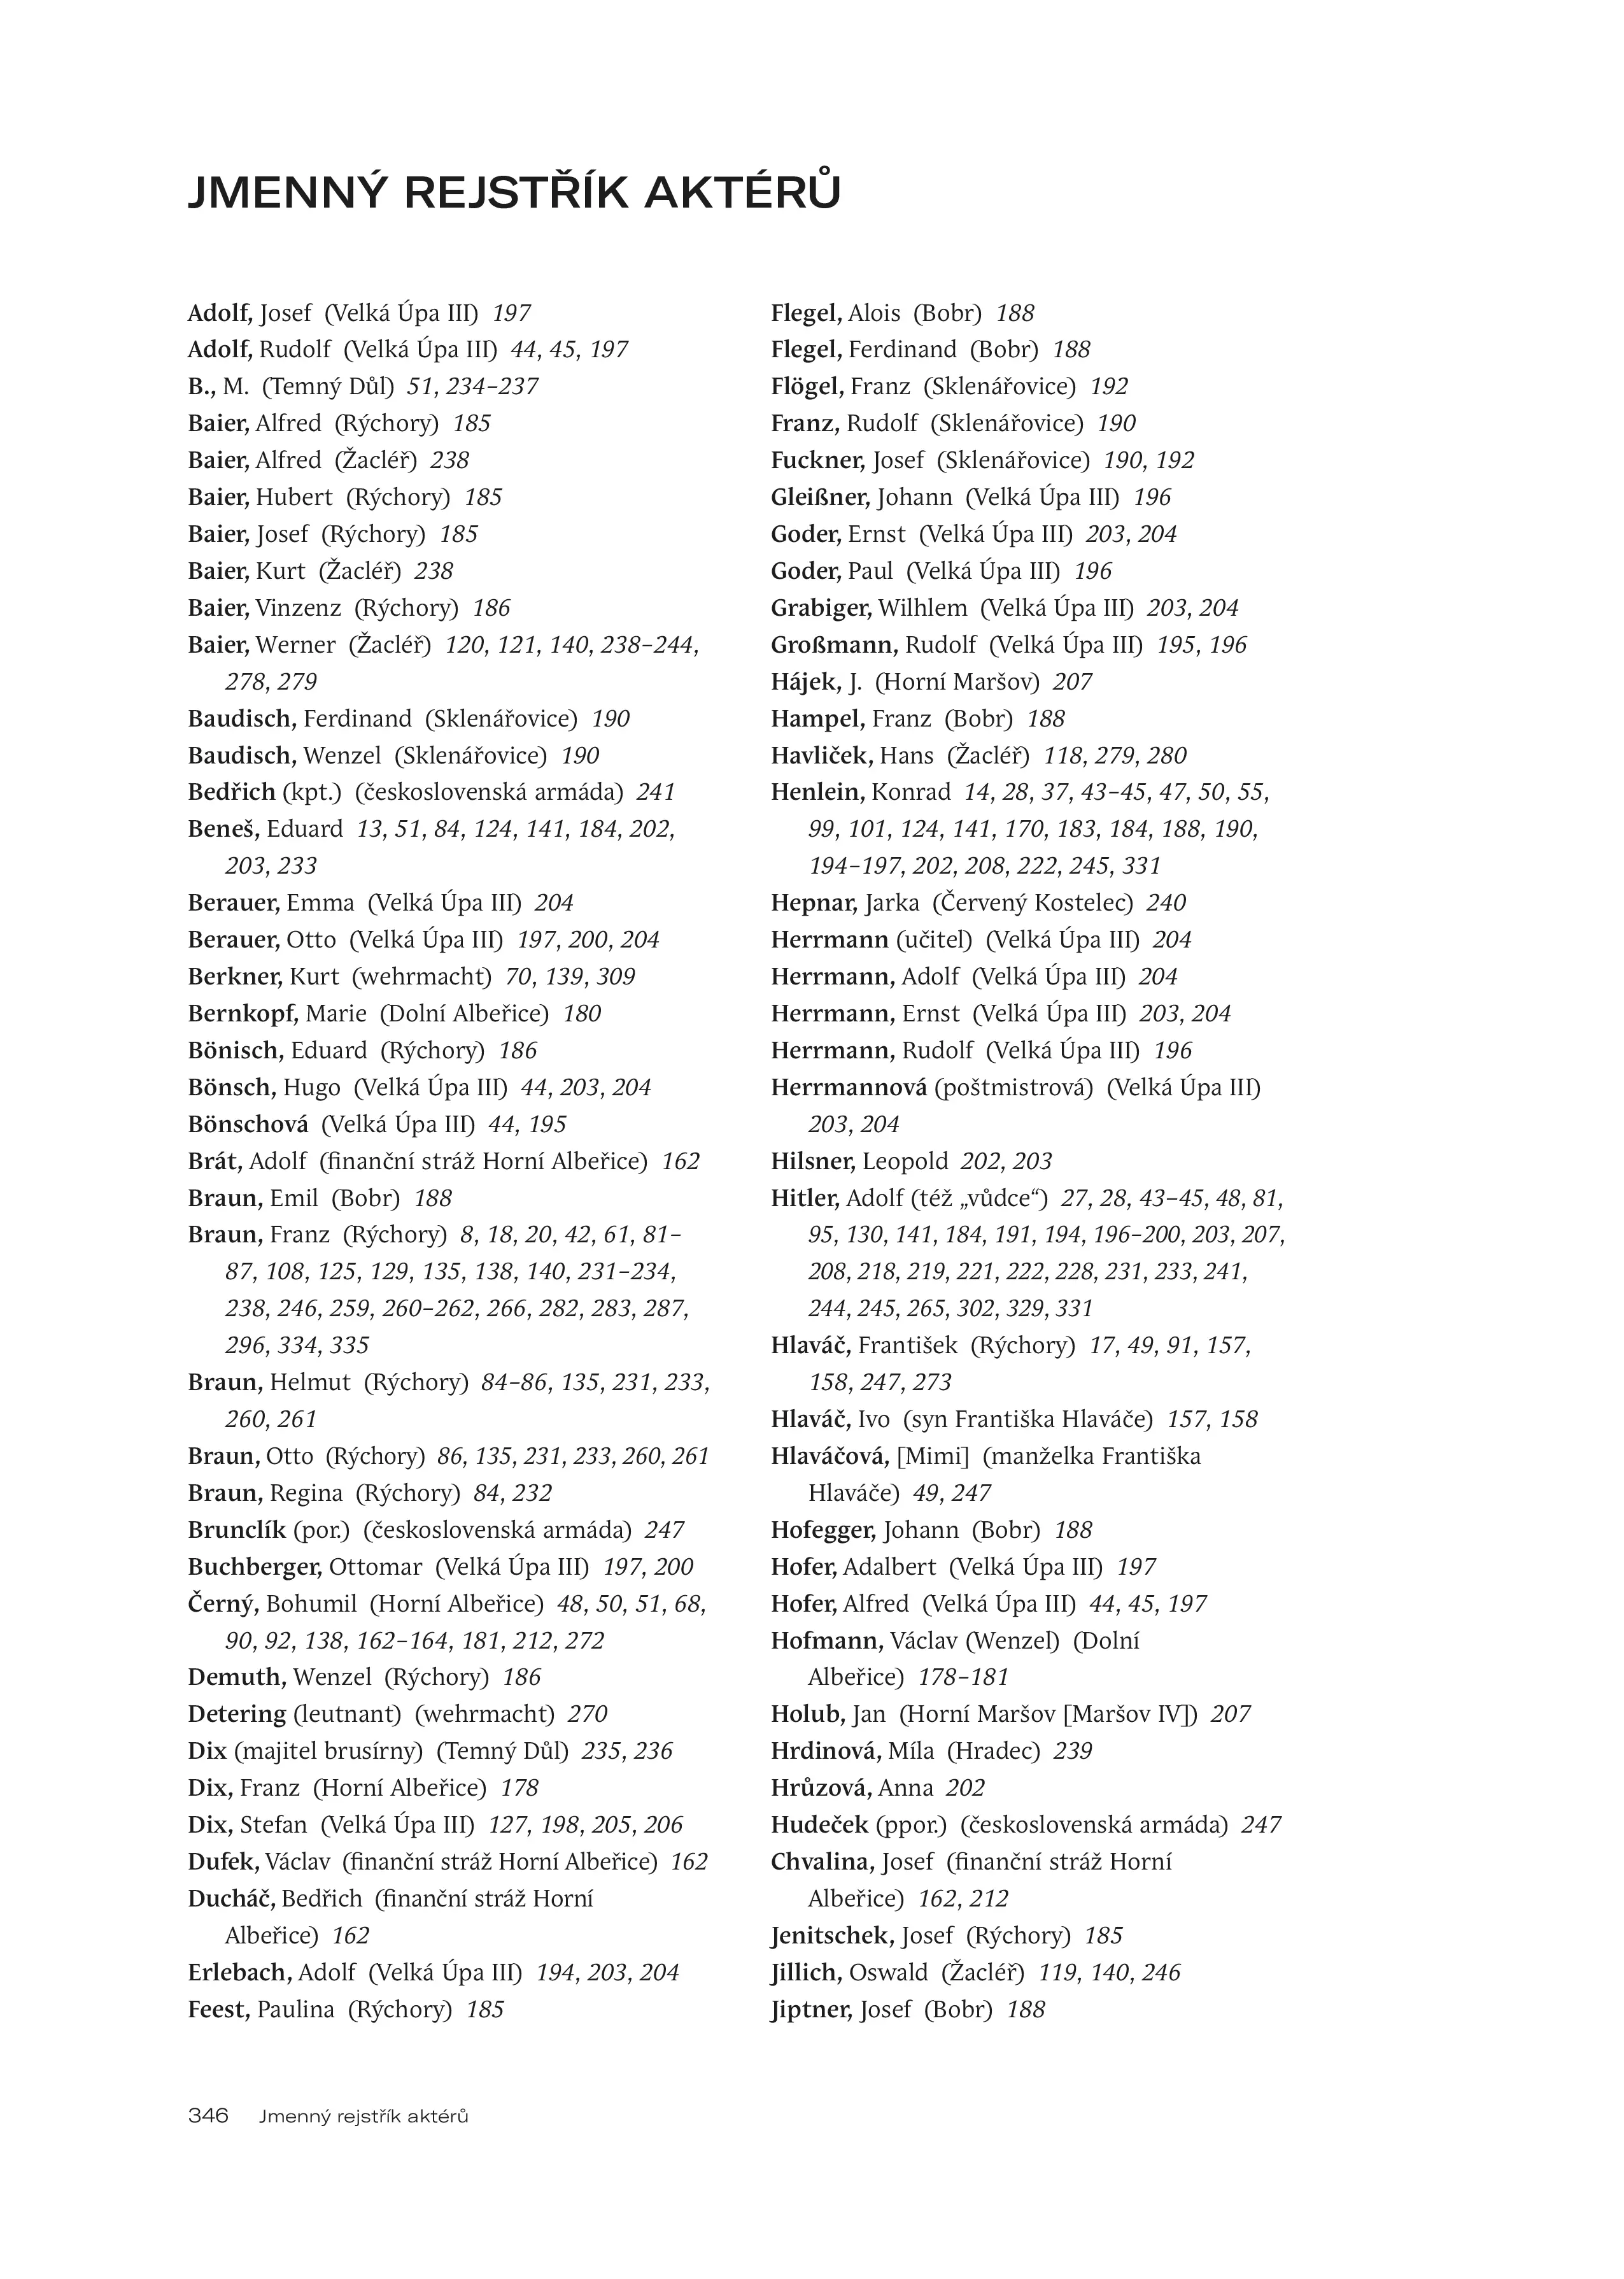 JMENNÝ REJSTŘÍK AKTÉRŮ
Adolf, Josef (Velká Úpa III) 197
Adolf, Rudolf (Velká Úpa III) 44, 45, 197
B., M. (Temný Důl) 51, 234–237
Baier, Alfred (Rýchory) 185
Baier, Alfred (Žacléř) 238
Baier, Hubert (Rýchory) 185
Baier, Josef (Rýchory) 185
Baier, Kurt (Žacléř) 238
Baier, Vinzenz (Rýchory) 186
Baier, Werner (Žacléř) 120, 121, 140, 238–244,
278, 279
Baudisch, Ferdinand (Sklenářovice) 190
Baudisch, Wenzel (Sklenářovice) 190
Bedřich (kpt.) (československá armáda) 241
Beneš, Eduard 13, 51, 84, 124, 141, 184, 202,
203, 233
Berauer, Emma (Velká Úpa III) 204
Berauer, Otto (Velká Úpa III) 197, 200, 204
Berkner, Kurt (wehrmacht) 70, 139, 309
Bernkopf, Marie (Dolní Albeřice) 180
Bönisch, Eduard (Rýchory) 186
Bönsch, Hugo (Velká Úpa III) 44, 203, 204
Bönschová (Velká Úpa III) 44, 195
Brát, Adolf (finanční stráž Horní Albeřice) 162
Braun, Emil (Bobr) 188
Braun, Franz (Rýchory) 8, 18, 20, 42, 61, 81–
87, 108, 125, 129, 135, 138, 140, 231–234,
238, 246, 259, 260–262, 266, 282, 283, 287,
296, 334, 335
Braun, Helmut (Rýchory) 84–86, 135, 231, 233,
260, 261
Braun, Otto (Rýchory) 86, 135, 231, 233, 260, 261
Braun, Regina (Rýchory) 84, 232
Brunclík (por.) (československá armáda) 247
Buchberger, Ottomar (Velká Úpa III) 197, 200
Černý, Bohumil (Horní Albeřice) 48, 50, 51, 68,
90, 92, 138, 162–164, 181, 212, 272
Demuth, Wenzel (Rýchory) 186
Detering (leutnant) (wehrmacht) 270
Dix (majitel brusírny) (Temný Důl) 235, 236
Dix, Franz (Horní Albeřice) 178
Dix, Stefan (Velká Úpa III) 127, 198, 205, 206
Dufek, Václav (finanční stráž Horní Albeřice) 162
Ducháč, Bedřich (finanční stráž Horní
Albeřice) 162
Erlebach, Adolf (Velká Úpa III) 194, 203, 204
Feest, Paulina (Rýchory) 185
Flegel, Alois (Bobr) 188
Flegel, Ferdinand (Bobr) 188
Flögel, Franz (Sklenářovice) 192
Franz, Rudolf (Sklenářovice) 190
Fuckner, Josef (Sklenářovice) 190, 192
Gleißner, Johann (Velká Úpa III) 196
Goder, Ernst (Velká Úpa III) 203, 204
Goder, Paul (Velká Úpa III) 196
Grabiger, Wilhlem (Velká Úpa III) 203, 204
Großmann, Rudolf (Velká Úpa III) 195, 196
Hájek, J. (Horní Maršov) 207
Hampel, Franz (Bobr) 188
Havliček, Hans (Žacléř) 118, 279, 280
Henlein, Konrad 14, 28, 37, 43–45, 47, 50, 55,
99, 101, 124, 141, 170, 183, 184, 188, 190,
194–197, 202, 208, 222, 245, 331
Hepnar, Jarka (Červený Kostelec) 240
Herrmann (učitel) (Velká Úpa III) 204
Herrmann, Adolf (Velká Úpa III) 204
Herrmann, Ernst (Velká Úpa III) 203, 204
Herrmann, Rudolf (Velká Úpa III) 196
Herrmannová (poštmistrová) (Velká Úpa III)
203, 204
Hilsner, Leopold 202, 203
Hitler, Adolf (též „vůdce“) 27, 28, 43–45, 48, 81,
95, 130, 141, 184, 191, 194, 196–200, 203, 207,
208, 218, 219, 221, 222, 228, 231, 233, 241,
244, 245, 265, 302, 329, 331
Hlaváč, František (Rýchory) 17, 49, 91, 157,
158, 247, 273
Hlaváč, Ivo (syn Františka Hlaváče) 157, 158
Hlaváčová, [Mimi] (manželka Františka
Hlaváče) 49, 247
Hofegger, Johann (Bobr) 188
Hofer, Adalbert (Velká Úpa III) 197
Hofer, Alfred (Velká Úpa III) 44, 45, 197
Hofmann, Václav (Wenzel) (Dolní
Albeřice) 178–181
Holub, Jan (Horní Maršov [Maršov IV]) 207
Hrdinová, Míla (Hradec) 239
Hrůzová, Anna 202
Hudeček (ppor.) (československá armáda) 247
Chvalina, Josef (finanční stráž Horní
Albeřice) 162, 212
Jenitschek, Josef (Rýchory) 185
Jillich, Oswald (Žacléř) 119, 140, 246
Jiptner, Josef (Bobr) 188
346 Jmenný rejstřík aktérů